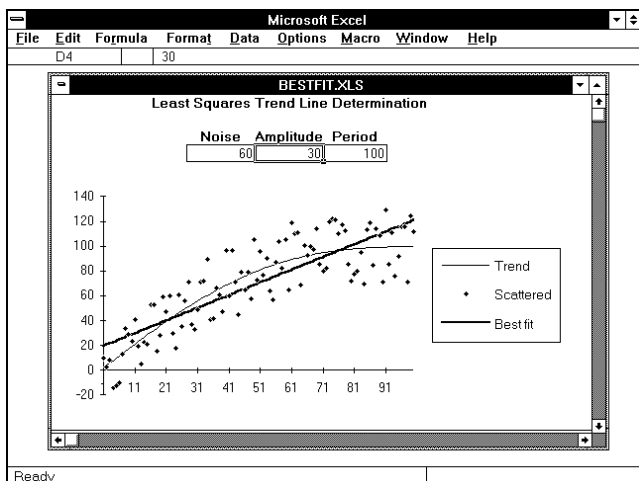 Microsoft Excel
File Edit Formula Format Data Options Macro Window Help
D4 30
BESTFIT.XLS
Least Squares Trend Line Determination
Noise Amplitude Period
60 30 100
140
120
100
80
60
40
20
0
-20
11 21 31 41 51 61 71 81 91
Trend
Scattered
Best fit
Ready